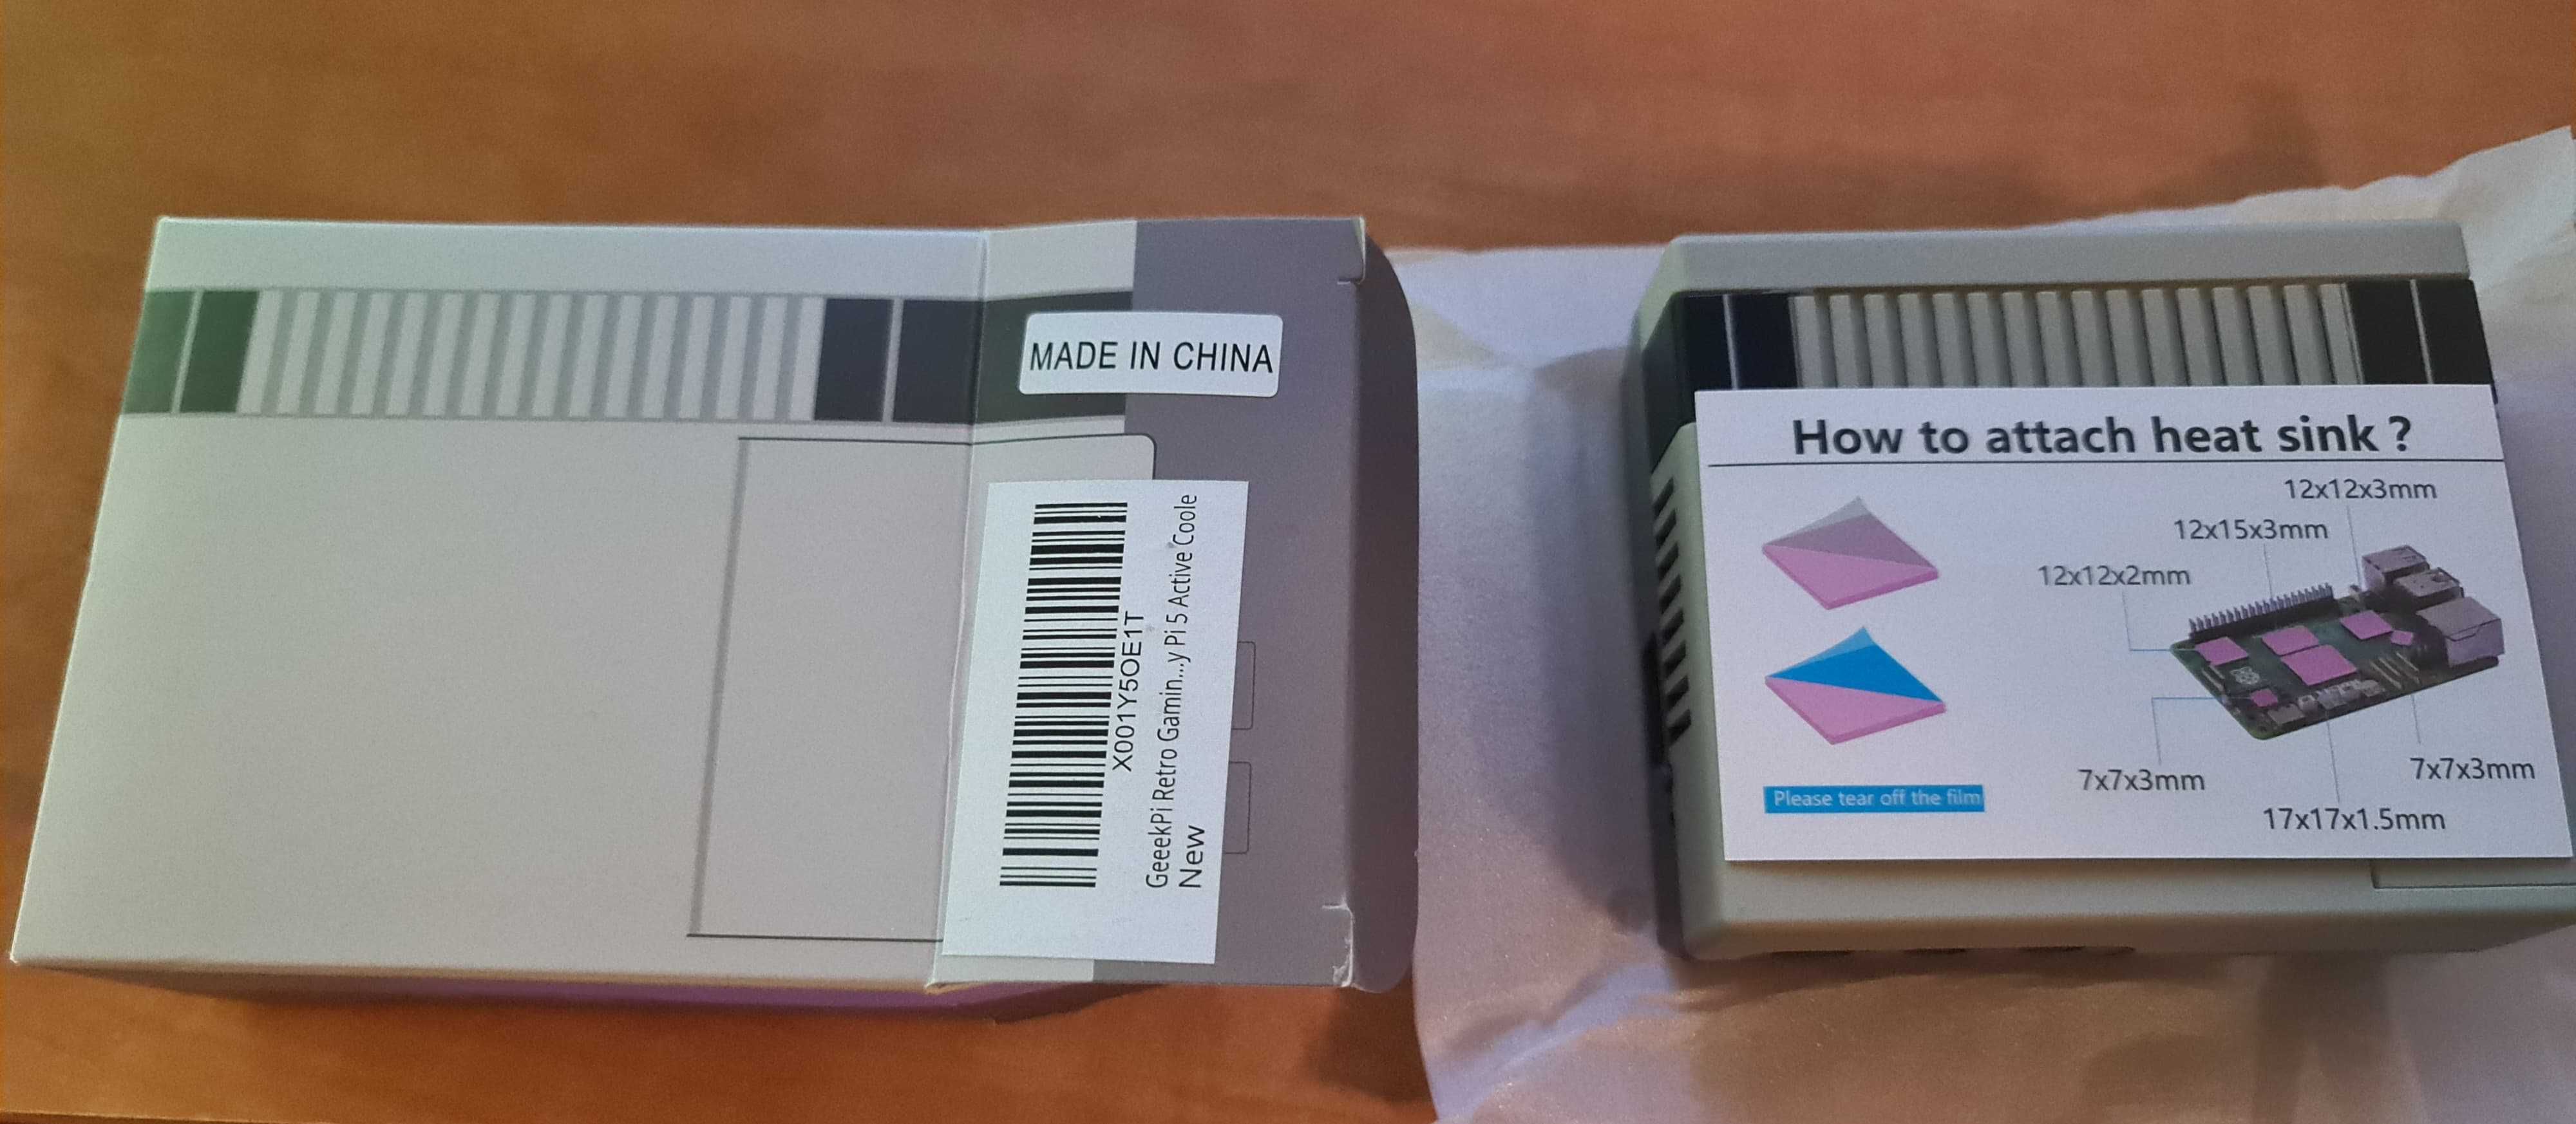 MADE IN CHINA
X001Y5OE1T
GeeekPi Retro Gamin...y Pi 5 Active Coole
New
How to attach heat sink ?
12x12x3mm
12x15x3mm
12x12x2mm
7x7x3mm
7x7x3mm
17x17x1.5mm
Please tear off the film